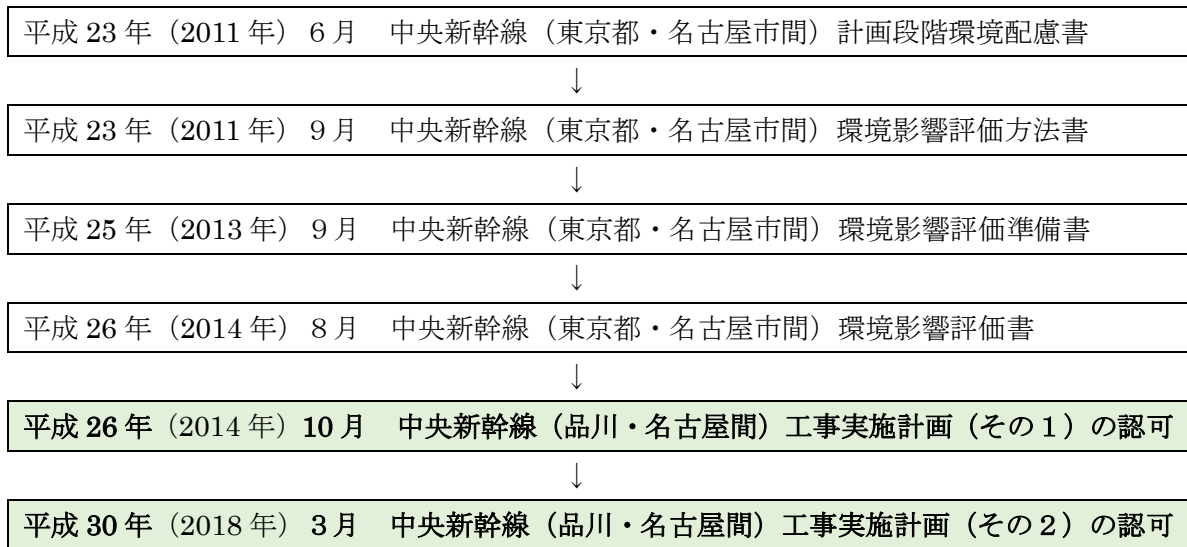 平成 23 年（2011 年）６月　中央新幹線（東京都・名古屋市間）計画段階環境配慮書
↓
平成 23 年（2011 年）９月　中央新幹線（東京都・名古屋市間）環境影響評価方法書
↓
平成 25 年（2013 年）９月　中央新幹線（東京都・名古屋市間）環境影響評価準備書
↓
平成 26 年（2014 年）８月　中央新幹線（東京都・名古屋市間）環境影響評価書
↓
平成 26 年（2014 年）10 月　中央新幹線（品川・名古屋間）工事実施計画（その１）の認可
↓
平成 30 年（2018 年）３月　中央新幹線（品川・名古屋間）工事実施計画（その２）の認可